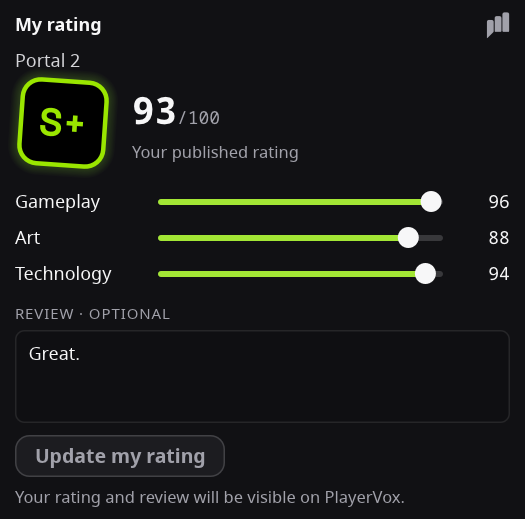 My rating
Portal 2
S+
93/100
Your published rating
Gameplay 96
Art 88
Technology 94
REVIEW · OPTIONAL
Great.
Update my rating
Your rating and review will be visible on PlayerVox.